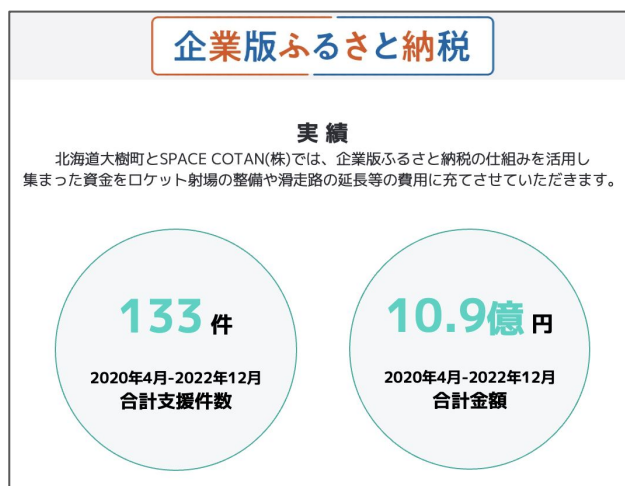 企業版ふるさと納税
実績
北海道大樹町とSPACE COTAN(株)では、企業版ふるさと納税の仕組みを活用し
集まった資金をロケット射場の整備や滑走路の延長等の費用に充てさせていただきます。
133件
2020年4月-2022年12月
合計支援件数
10.9億円
2020年4月-2022年12月
合計金額